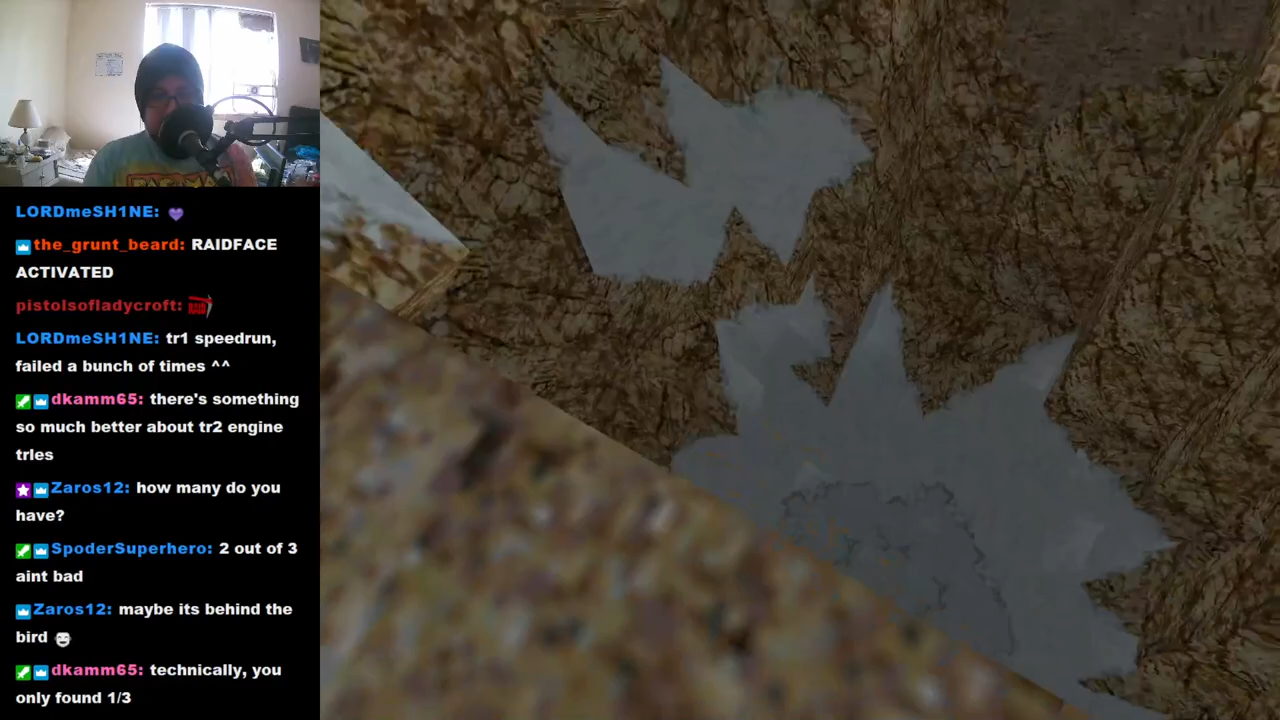 LORDmeSH1NE:
the_grunt_beard: RAIDFACE
ACTIVATED
pistolsofladycroft: RAID
LORDmeSH1NE: tr1 speedrun,
failed a bunch of times ^^
dkamm65: there's something
so much better about tr2 engine
trles
Zaros12: how many do you
have?
SpoderSuperhero: 2 out of 3
aint bad
Zaros12: maybe its behind the
bird
dkamm65: technically, you
only found 1/3